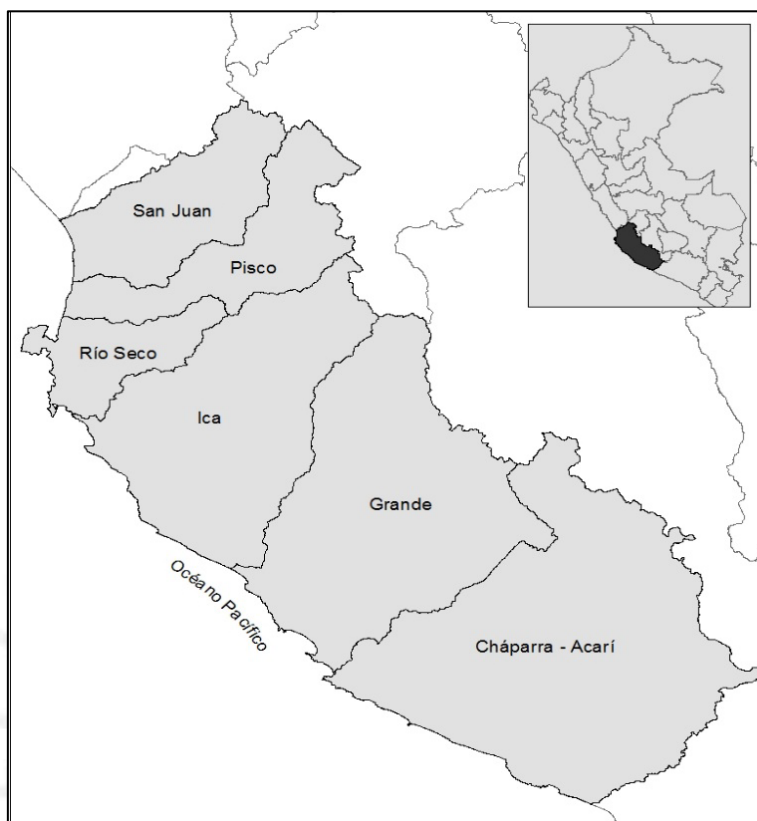 San Juan
Pisco
Río Seco
Ica
Grande
Océano Pacífico
Cháparra - Acarí